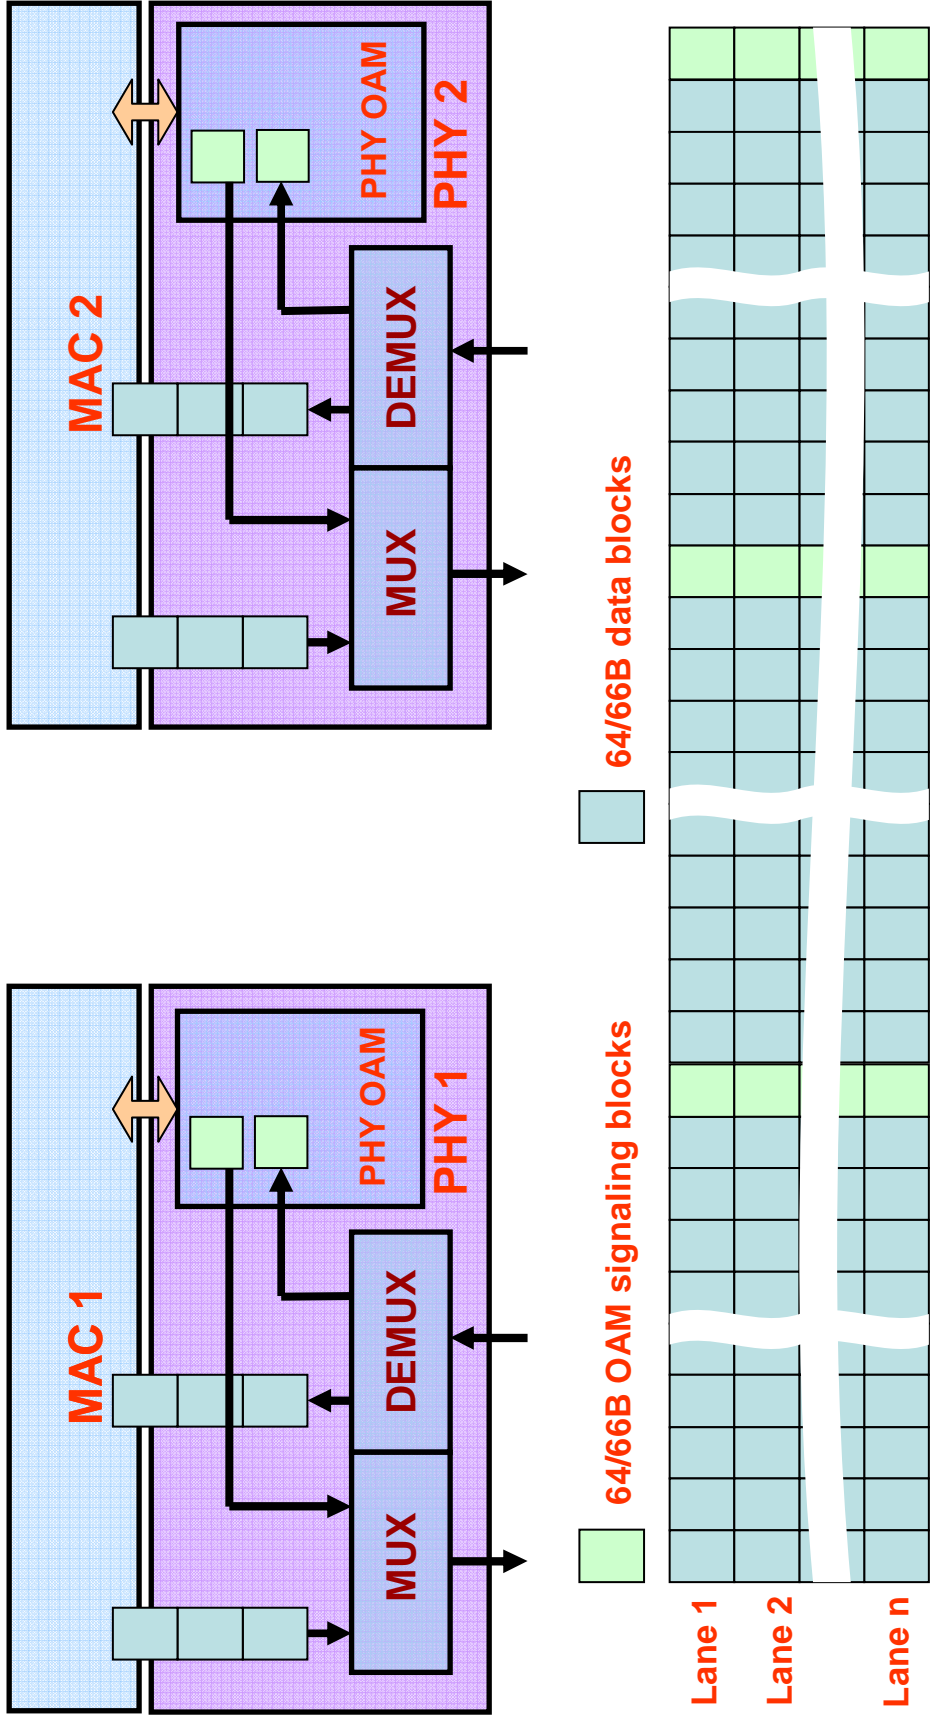 MAC 1
PHY OAM
PHY 1
MUX
DEMUX
MAC 2
PHY OAM
PHY 2
MUX
DEMUX
64/66B OAM signaling blocks
64/66B data blocks
Lane 1
Lane 2
Lane n